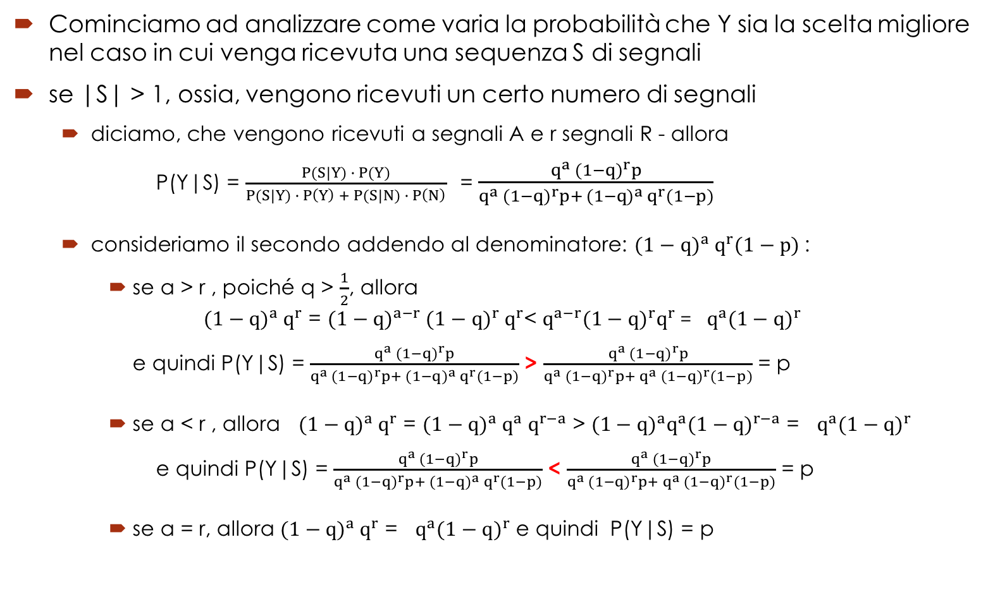 Cominciamo ad analizzare come varia la probabilità che Y sia la scelta migliore
nel caso in cui venga ricevuta una sequenza S di segnali
se |S| > 1, ossia, vengono ricevuti un certo numero di segnali
diciamo, che vengono ricevuti a segnali A e r segnali R - allora
P(Y|S) = \frac{P(S|Y) · P(Y)}{P(S|Y) · P(Y) + P(S|N) · P(N)} = \frac{q^a (1−q)^r p}{q^a (1−q)^r p+ (1−q)^a q^r (1−p)}
consideriamo il secondo addendo al denominatore: (1 − q)^a q^r (1 − p) :
se a > r , poiché q > \frac{1}{2}, allora
(1 − q)^a q^r = (1 − q)^{a−r} (1 − q)^r q^r < q^{a−r} (1 − q)^r q^r = q^a (1 − q)^r
e quindi P(Y|S) = \frac{q^a (1−q)^r p}{q^a (1−q)^r p+ (1−q)^a q^r (1−p)} > \frac{q^a (1−q)^r p}{q^a (1−q)^r p+ q^a (1−q)^r (1−p)} = p
se a < r , allora (1 − q)^a q^r = (1 − q)^a q^a q^{r−a} > (1 − q)^a q^a (1 − q)^{r−a} = q^a (1 − q)^r
e quindi P(Y|S) = \frac{q^a (1−q)^r p}{q^a (1−q)^r p+ (1−q)^a q^r (1−p)} < \frac{q^a (1−q)^r p}{q^a (1−q)^r p+ q^a (1−q)^r (1−p)} = p
se a = r, allora (1 − q)^a q^r = q^a (1 − q)^r e quindi P(Y|S) = p